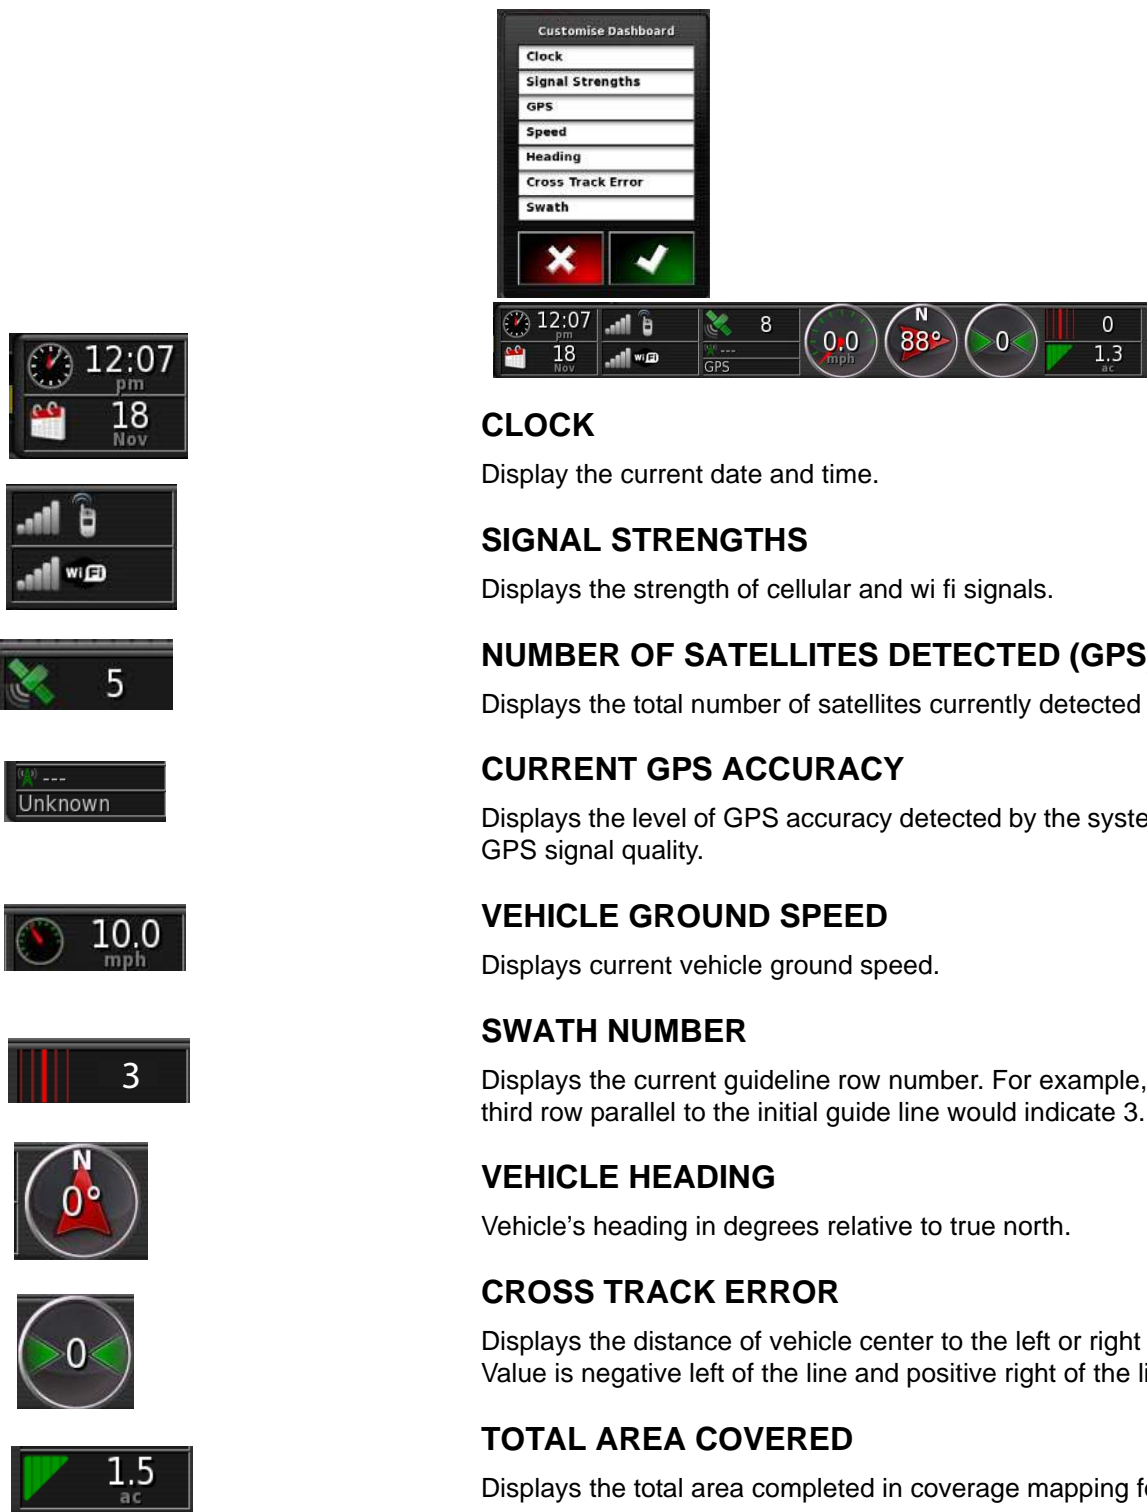 Customise Dashboard
Clock
Signal Strengths
GPS
Speed
Heading
Cross Track Error
Swath
12:07
pm
18
Nov
WiFi
8
---
GPS
0.0
mph
N
88°
0
0
1.3
ac
12:07
pm
18
Nov
CLOCK
Display the current date and time.
WiFi
SIGNAL STRENGTHS
Displays the strength of cellular and wi fi signals.
5
NUMBER OF SATELLITES DETECTED (GPS
Displays the total number of satellites currently detected
---
Unknown
CURRENT GPS ACCURACY
Displays the level of GPS accuracy detected by the syste
GPS signal quality.
10.0
mph
VEHICLE GROUND SPEED
Displays current vehicle ground speed.
3
SWATH NUMBER
Displays the current guideline row number. For example,
third row parallel to the initial guide line would indicate 3.
N
0°
VEHICLE HEADING
Vehicle’s heading in degrees relative to true north.
0
CROSS TRACK ERROR
Displays the distance of vehicle center to the left or right
Value is negative left of the line and positive right of the li
1.5
ac
TOTAL AREA COVERED
Displays the total area completed in coverage mapping fo